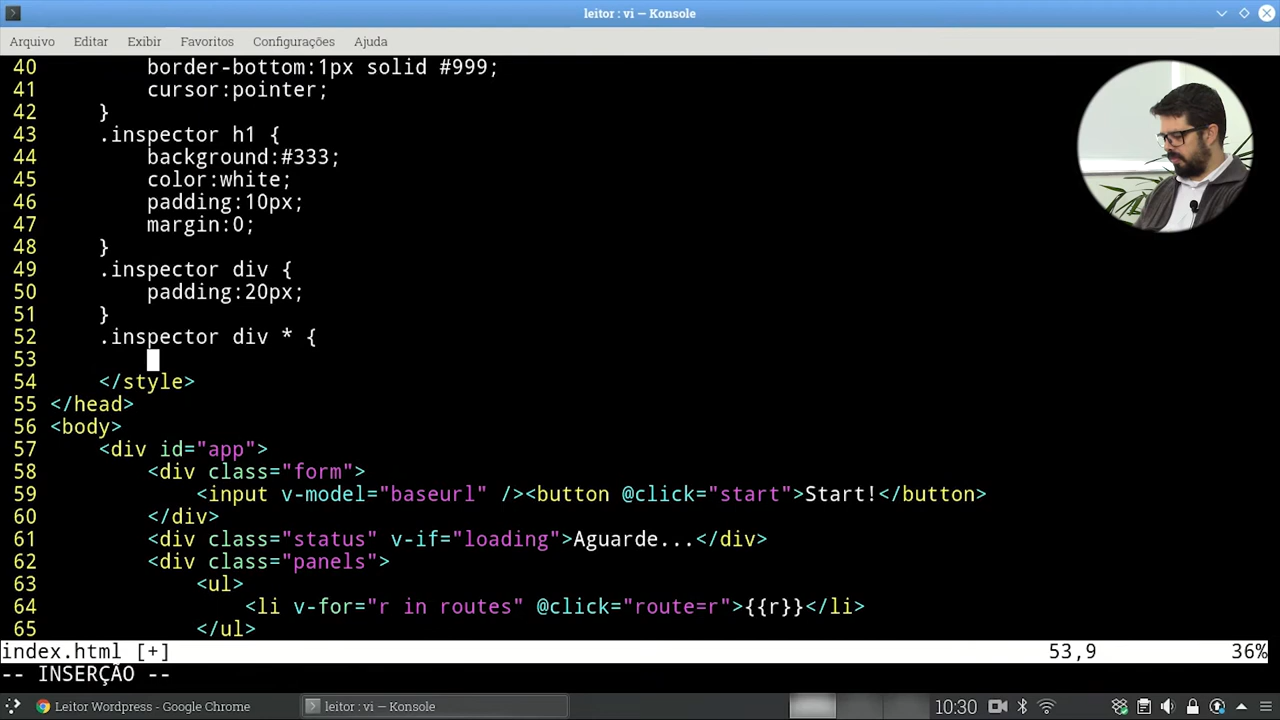 leitor : vi — Konsole
Arquivo Editar Exibir Favoritos Configurações Ajuda
40 border-bottom:1px solid #999;
41 cursor:pointer;
42 }
43 .inspector h1 {
44 background:#333;
45 color:white;
46 padding:10px;
47 margin:0;
48 }
49 .inspector div {
50 padding:20px;
51 }
52 .inspector div * {
53
54 </style>
55 </head>
56 <body>
57 <div id="app">
58 <div class="form">
59 <input v-model="baseurl" /><button @click="start">Start!</button>
60 </div>
61 <div class="status" v-if="loading">Aguarde...</div>
62 <div class="panels">
63 <ul>
64 <li v-for="r in routes" @click="route=r">{{r}}</li>
65 </ul>
index.html [+] 53,9 36%
-- INSERÇÃO --
Leitor Wordpress - Google Chrome leitor : vi — Konsole 10:30